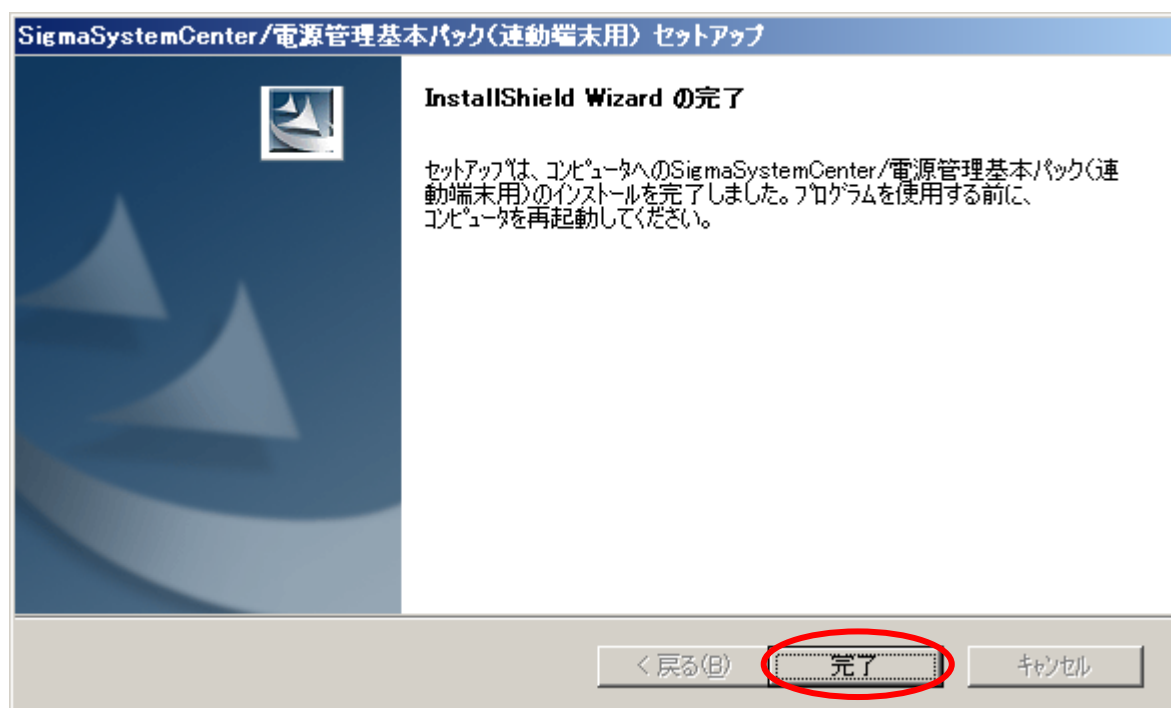 SigmaSystemCenter/電源管理基本パック(連動端末用) セットアップ
InstallShield Wizard の完了
セットアップは、コンピュータへのSigmaSystemCenter/電源管理基本パック(連
動端末用)のインストールを完了しました。プログラムを使用する前に、
コンピュータを再起動してください。
< 戻る(B)
完了
キャンセル